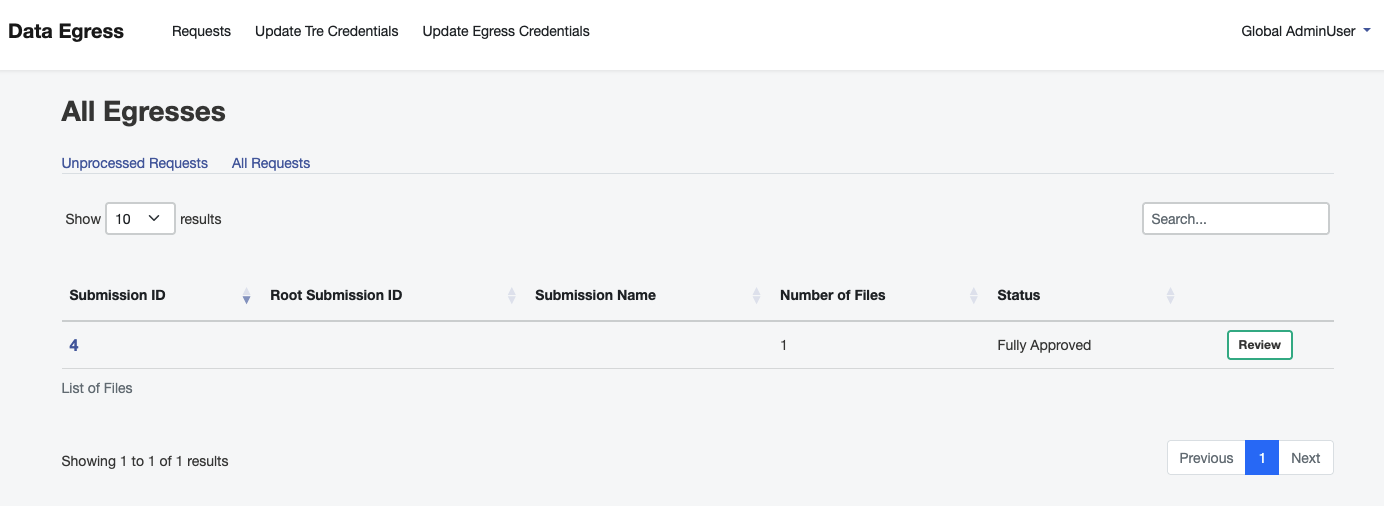 Data Egress Requests Update Tre Credentials Update Egress Credentials Global AdminUser
All Egresses
Unprocessed Requests All Requests
Show 10 results Search...
Submission ID Root Submission ID Submission Name Number of Files Status
4 1 Fully Approved Review
List of Files
Showing 1 to 1 of 1 results Previous 1 Next